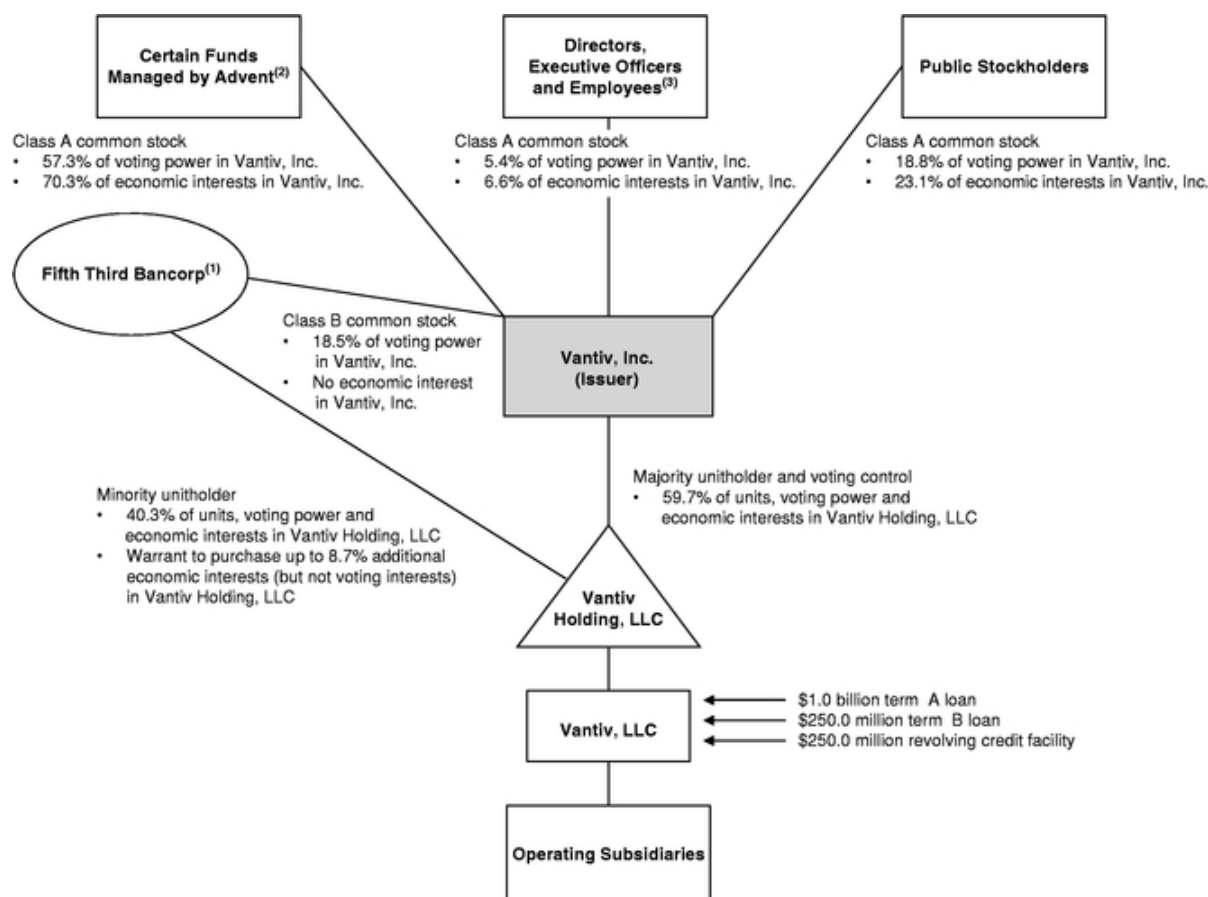 Certain Funds
Managed by Advent(2)
Directors,
Executive Officers
and Employees(3)
Public Stockholders
Class A common stock
• 57.3% of voting power in Vantiv, Inc.
• 70.3% of economic interests in Vantiv, Inc.
Class A common stock
• 5.4% of voting power in Vantiv, Inc.
• 6.6% of economic interests in Vantiv, Inc.
Class A common stock
• 18.8% of voting power in Vantiv, Inc.
• 23.1% of economic interests in Vantiv, Inc.
Fifth Third Bancorp(1)
Class B common stock
• 18.5% of voting power
in Vantiv, Inc.
• No economic interest
in Vantiv, Inc.
Vantiv, Inc.
(Issuer)
Minority unitholder
• 40.3% of units, voting power and
economic interests in Vantiv Holding, LLC
• Warrant to purchase up to 8.7% additional
economic interests (but not voting interests)
in Vantiv Holding, LLC
Majority unitholder and voting control
• 59.7% of units, voting power and
economic interests in Vantiv Holding, LLC
Vantiv
Holding, LLC
Vantiv, LLC
$1.0 billion term A loan
$250.0 million term B loan
$250.0 million revolving credit facility
Operating Subsidiaries